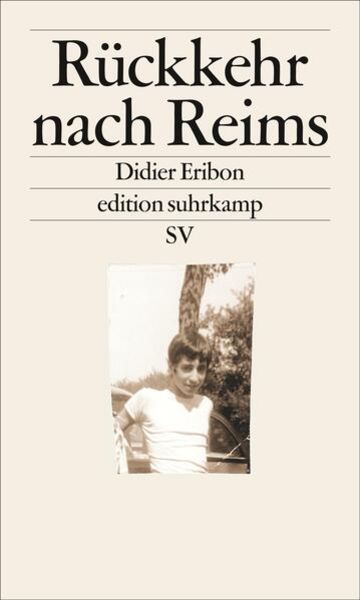 Rückkehr
nach Reims
Didier Eribon
edition suhrkamp
SV